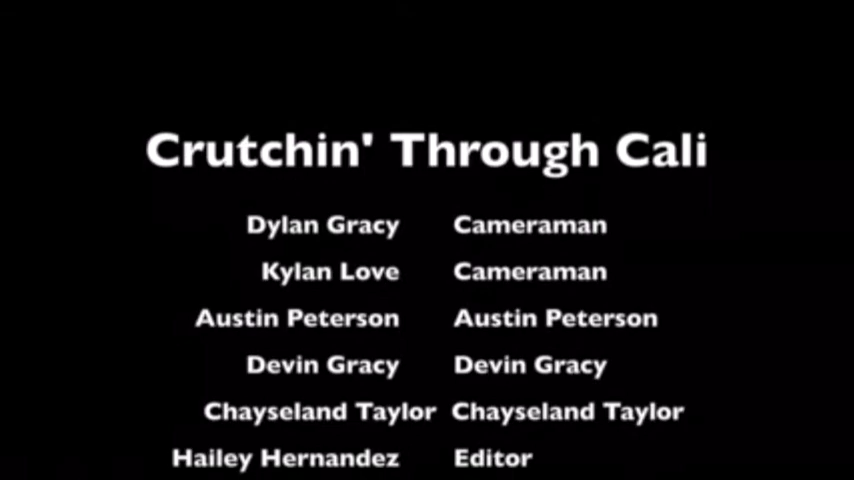 Crutchin' Through Cali
Dylan Gracy Cameraman
Kylan Love Cameraman
Austin Peterson Austin Peterson
Devin Gracy Devin Gracy
Chayseland Taylor Chayseland Taylor
Hailey Hernandez Editor